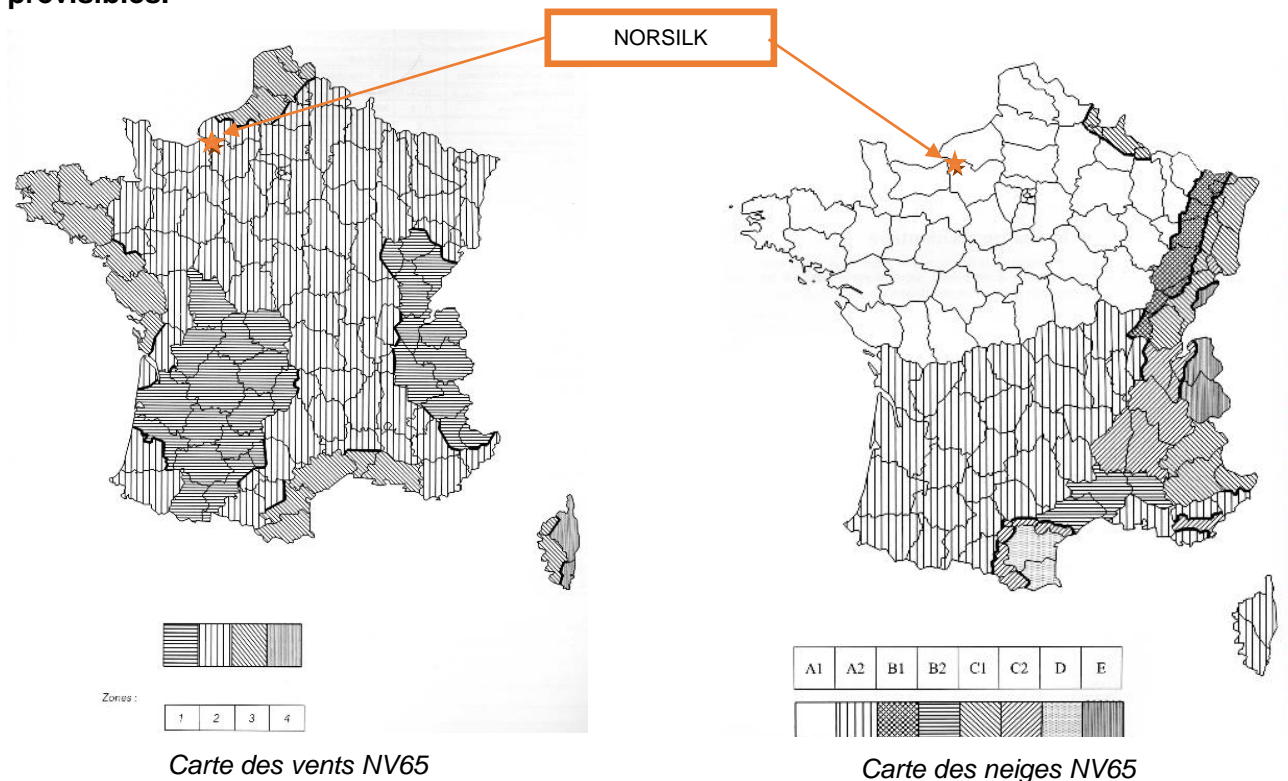 prévisibles.
NORSILK
Zones :
1 2 3 4
A1 A2 B1 B2 C1 C2 D E
Carte des vents NV65
Carte des neiges NV65